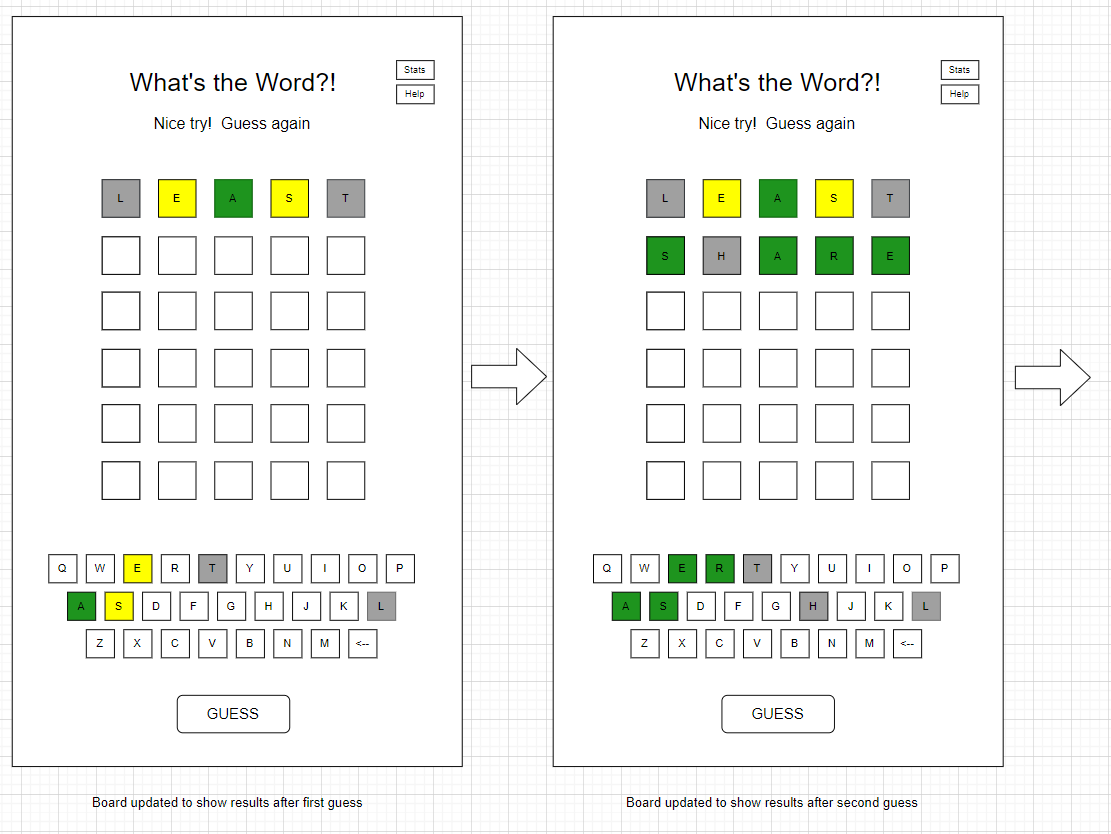 Stats
What's the Word?!
Help
Nice try! Guess again
L E A S T
Q W E R T Y U I O P
A S D F G H J K L
Z X C V B N M <--
GUESS
Board updated to show results after first guess
Stats
What's the Word?!
Help
Nice try! Guess again
L E A S T
S H A R E
Q W E R T Y U I O P
A S D F G H J K L
Z X C V B N M <--
GUESS
Board updated to show results after second guess